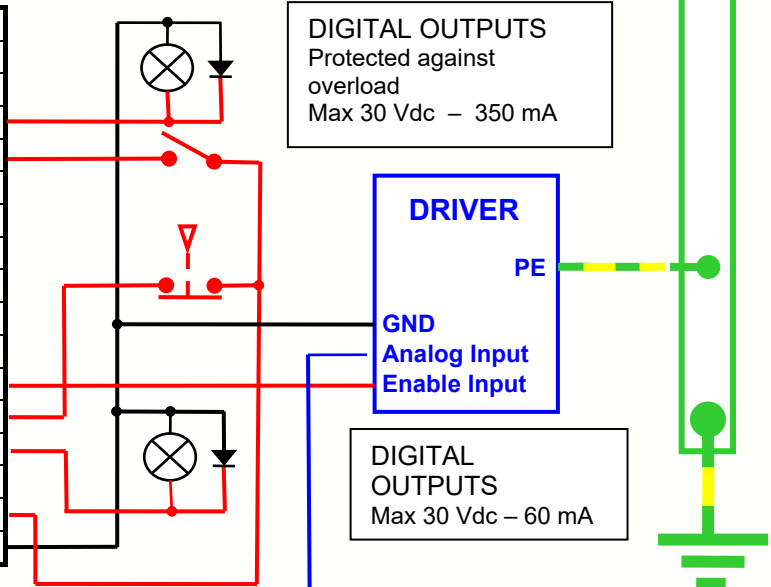 DIGITAL OUTPUTS
Protected against
overload
Max 30 Vdc – 350 mA
DRIVER
PE
GND
Analog Input
Enable Input
DIGITAL
OUTPUTS
Max 30 Vdc – 60 mA